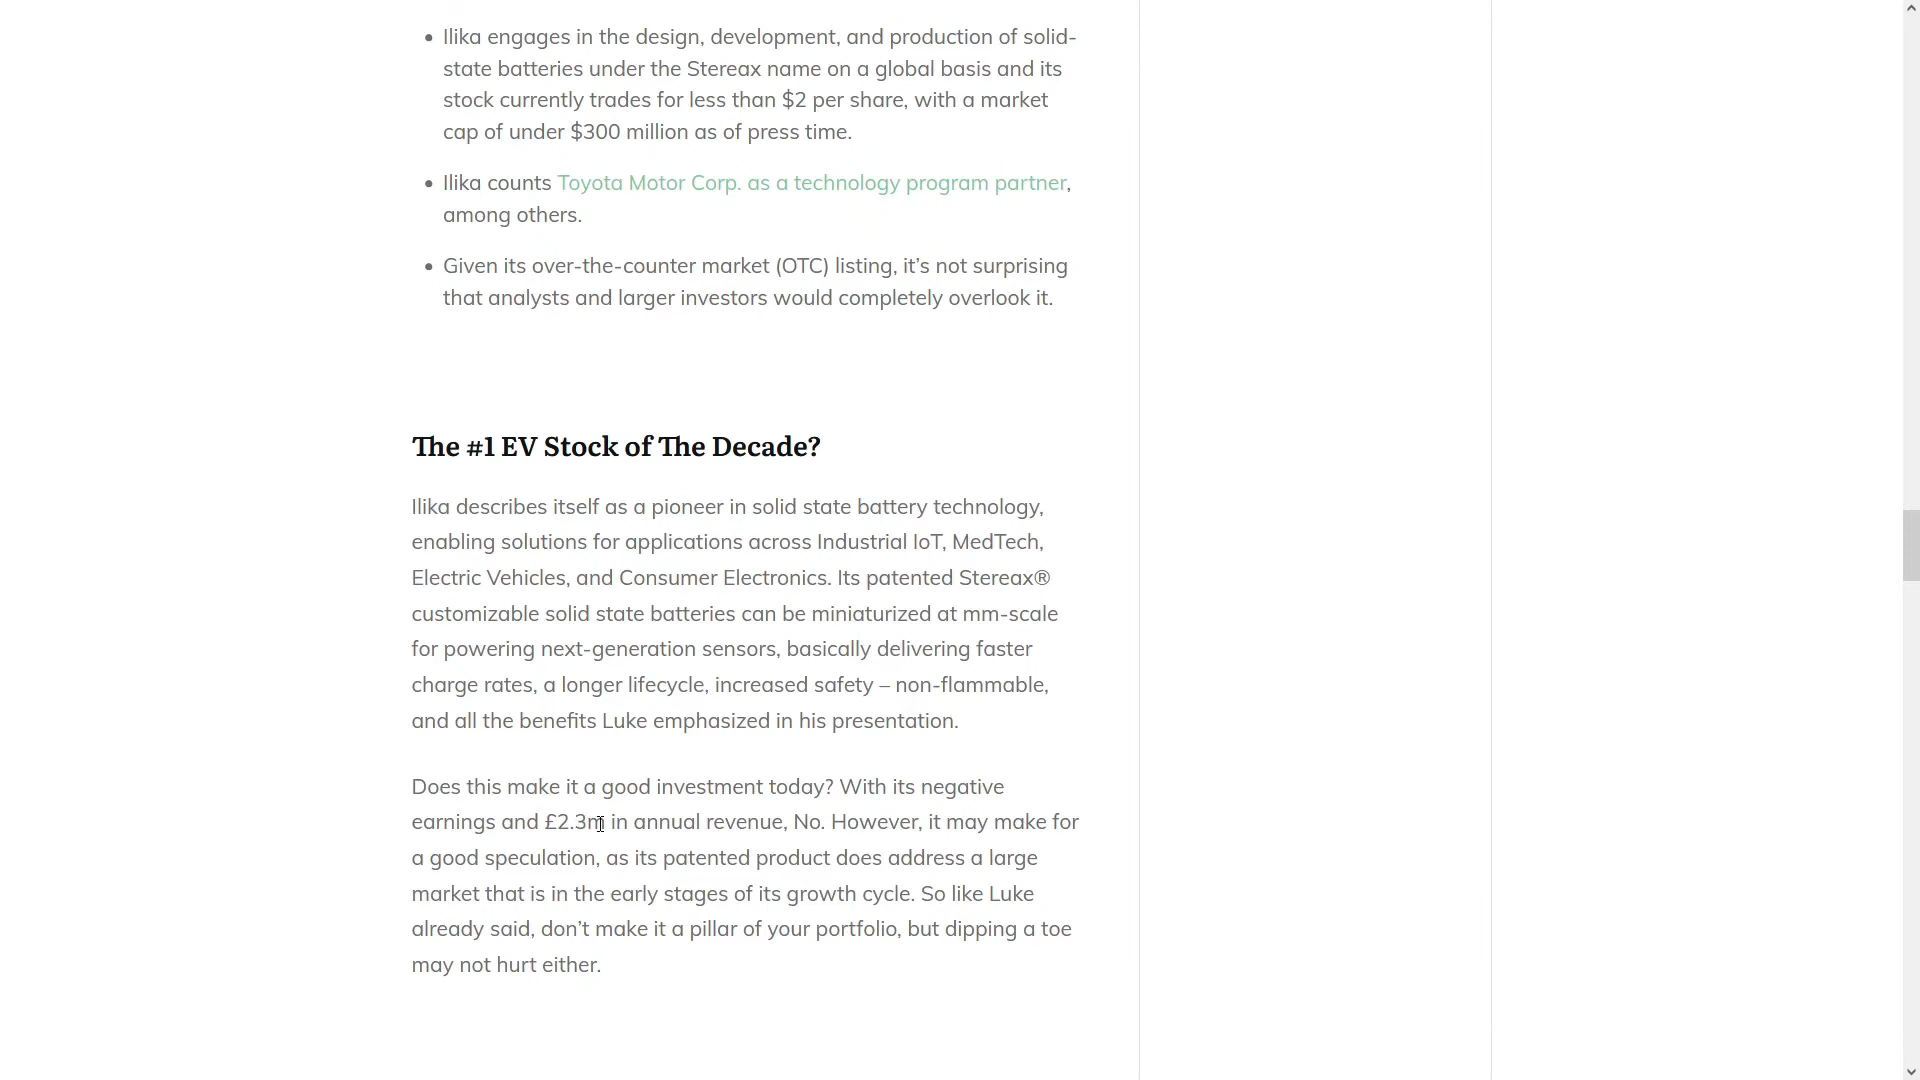 Ilika engages in the design, development, and production of solid-
state batteries under the Stereax name on a global basis and its
stock currently trades for less than $2 per share, with a market
cap of under $300 million as of press time.
Ilika counts Toyota Motor Corp. as a technology program partner,
among others.
Given its over-the-counter market (OTC) listing, it’s not surprising
that analysts and larger investors would completely overlook it.
The #1 EV Stock of The Decade?
Ilika describes itself as a pioneer in solid state battery technology,
enabling solutions for applications across Industrial IoT, MedTech,
Electric Vehicles, and Consumer Electronics. Its patented Stereax®
customizable solid state batteries can be miniaturized at mm-scale
for powering next-generation sensors, basically delivering faster
charge rates, a longer lifecycle, increased safety – non-flammable,
and all the benefits Luke emphasized in his presentation.
Does this make it a good investment today? With its negative
earnings and £2.3m in annual revenue, No. However, it may make for
a good speculation, as its patented product does address a large
market that is in the early stages of its growth cycle. So like Luke
already said, don’t make it a pillar of your portfolio, but dipping a toe
may not hurt either.